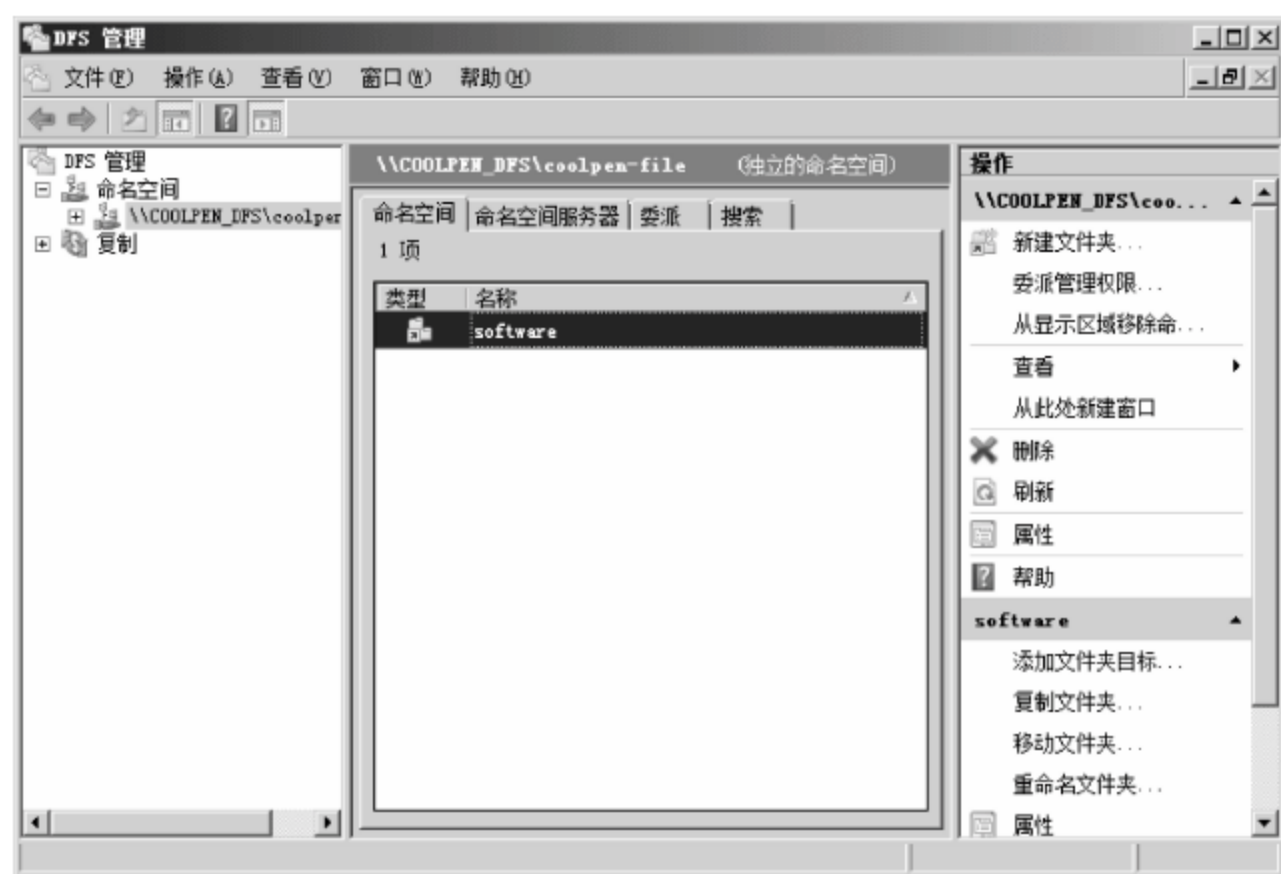 DFS 管理
文件(F) 操作(A) 查看(V) 窗口(W) 帮助(H)
DFS 管理
命名空间
\\COOLPEN_DFS\coolpen
复制
\\COOLPEN_DFS\coolpen-file (独立的命名空间)
命名空间 命名空间服务器 委派 搜索
1 项
类型 名称
software
操作
\\COOLPEN_DFS\coo...
新建文件夹...
委派管理权限...
从显示区域移除命...
查看
从此处新建窗口
删除
刷新
属性
帮助
software
添加文件夹目标...
复制文件夹...
移动文件夹...
重命名文件夹...
属性